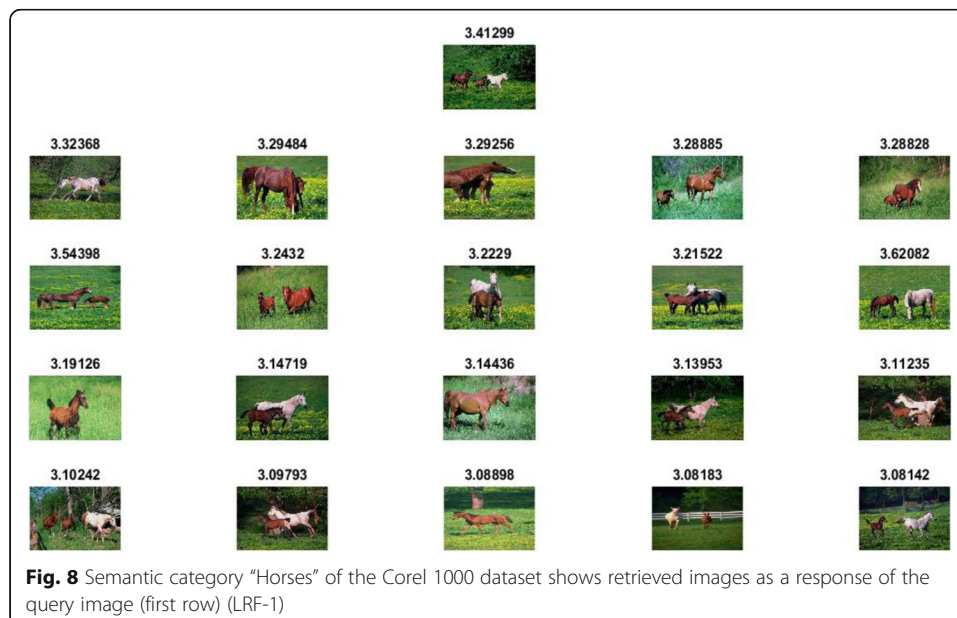 3.41299
3.32368 3.29484 3.29256 3.28885 3.28828
3.54398 3.2432 3.2229 3.21522 3.62082
3.19126 3.14719 3.14436 3.13953 3.11235
3.10242 3.09793 3.08898 3.08183 3.08142
Fig. 8 Semantic category “Horses” of the Corel 1000 dataset shows retrieved images as a response of the
query image (first row) (LRF-1)